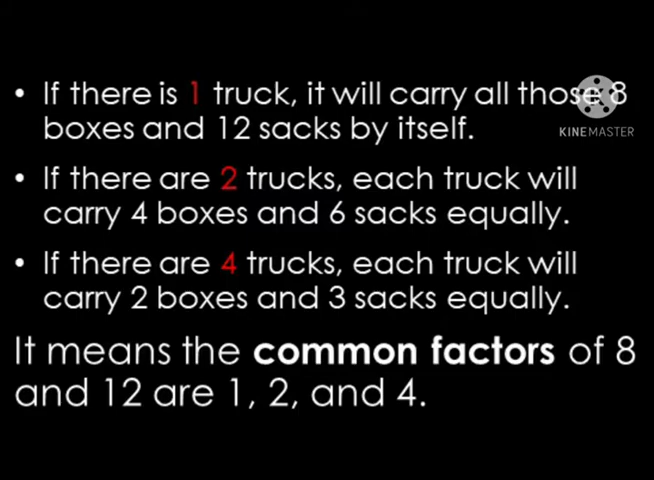 • If there is 1 truck, it will carry all those 8
KINEMASTER
boxes and 12 sacks by itself.
• If there are 2 trucks, each truck will
carry 4 boxes and 6 sacks equally.
• If there are 4 trucks, each truck will
carry 2 boxes and 3 sacks equally.
It means the common factors of 8
and 12 are 1, 2, and 4.